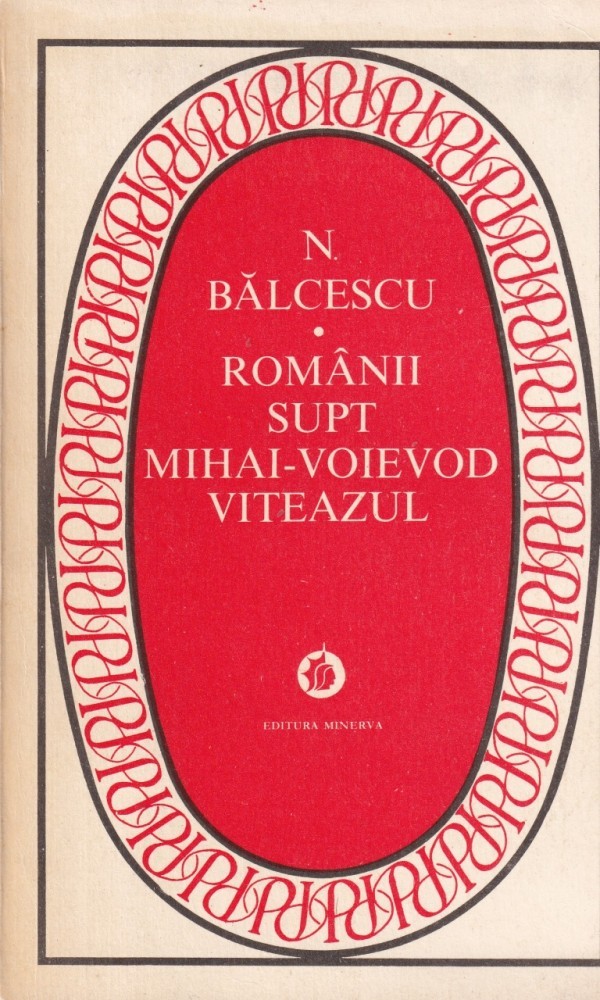 N.
BĂLCESCU
•
ROMÂNII
SUPT
MIHAI-VOIEVOD
VITEAZUL
EDITURA MINERVA